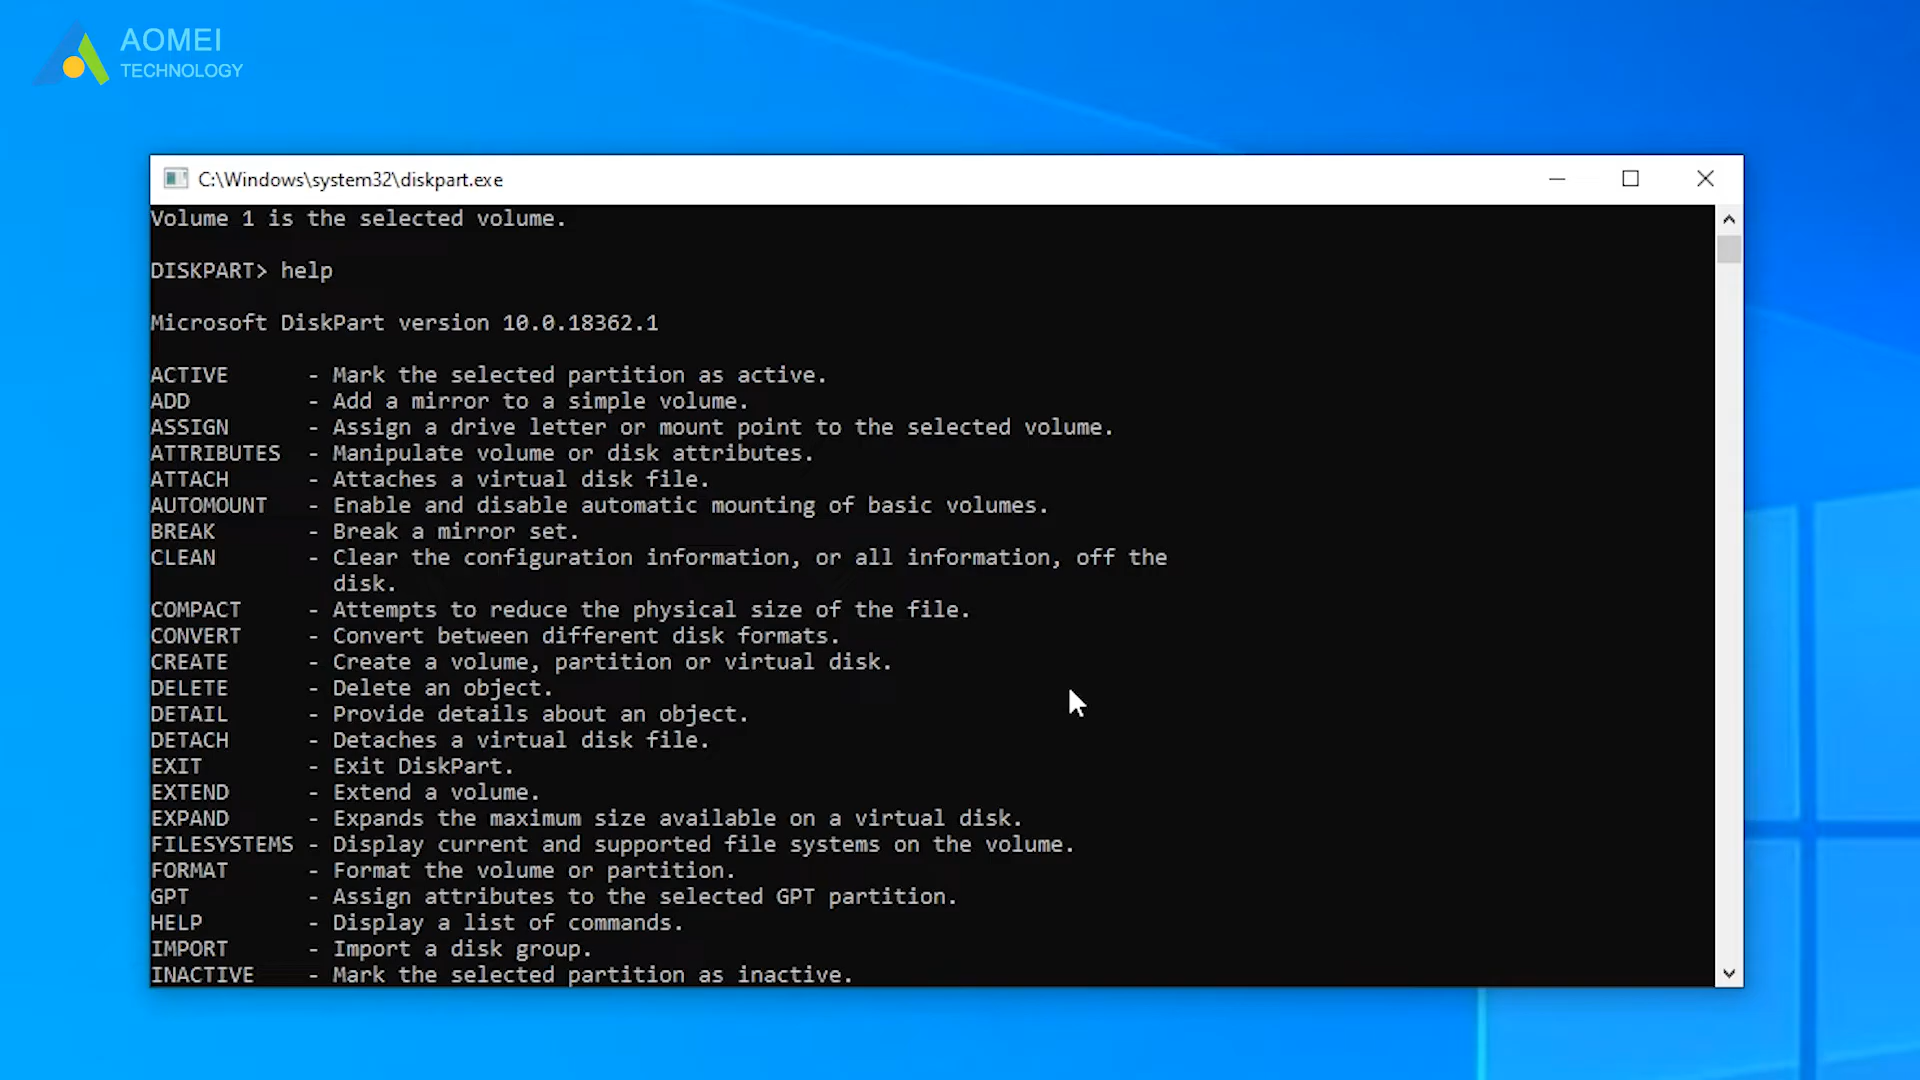 AOMEI
TECHNOLOGY
C:\Windows\system32\diskpart.exe
Volume 1 is the selected volume.
DISKPART> help
Microsoft DiskPart version 10.0.18362.1
ACTIVE - Mark the selected partition as active.
ADD - Add a mirror to a simple volume.
ASSIGN - Assign a drive letter or mount point to the selected volume.
ATTRIBUTES - Manipulate volume or disk attributes.
ATTACH - Attaches a virtual disk file.
AUTOMOUNT - Enable and disable automatic mounting of basic volumes.
BREAK - Break a mirror set.
CLEAN - Clear the configuration information, or all information, off the
disk.
COMPACT - Attempts to reduce the physical size of the file.
CONVERT - Convert between different disk formats.
CREATE - Create a volume, partition or virtual disk.
DELETE - Delete an object.
DETAIL - Provide details about an object.
DETACH - Detaches a virtual disk file.
EXIT - Exit DiskPart.
EXTEND - Extend a volume.
EXPAND - Expands the maximum size available on a virtual disk.
FILESYSTEMS - Display current and supported file systems on the volume.
FORMAT - Format the volume or partition.
GPT - Assign attributes to the selected GPT partition.
HELP - Display a list of commands.
IMPORT - Import a disk group.
INACTIVE - Mark the selected partition as inactive.